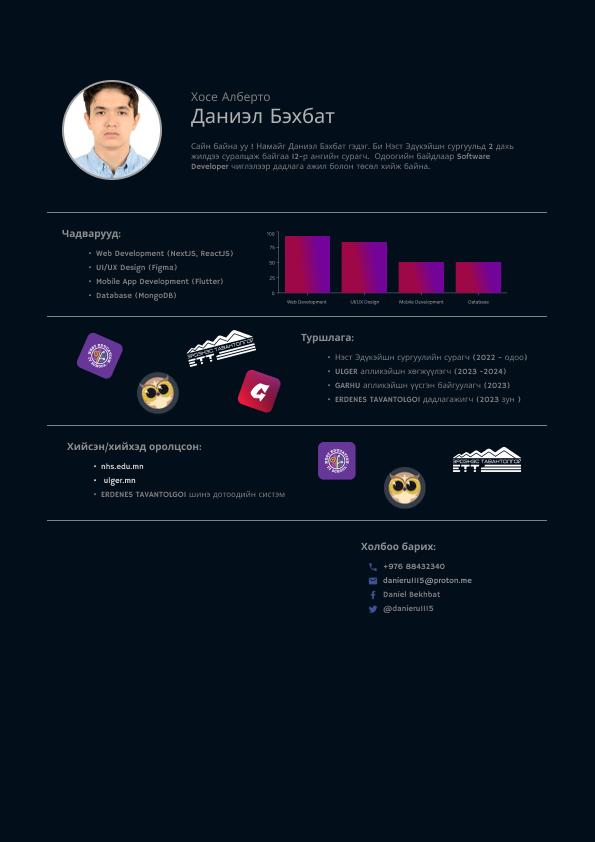 Хосе Алберто
Даниэл Бэхбат
Сайн байна уу ! Намайг Даниэл Бэхбат гэдэг. Би Нэст Эдүкэйшн сургуульд 2 дахь
жилдээ суралцаж байгаа 12-р ангийн сурагч. Одоогийн байдлаар Software
Developer чиглэлээр дадлага ажил болон төсөл хийж байна.
Чадварууд:
• Web Development (NextJS, ReactJS)
• UI/UX Design (Figma)
• Mobile App Development (Flutter)
• Database (MongoDB)
100
75
50
25
0
Web Development
UI/UX Design
Mobile Development
Database
ЭРДЭНЭС ТАВАНТОЛГОЙ
ETT
Туршлага:
• Нэст Эдүкэйшн сургуулийн сурагч (2022 - одоо)
• ULGER аппликэйшн хөгжүүлэгч (2023 -2024)
• GARHU апликэйшн үүсгэн байгуулагч (2023)
• ERDENES TAVANTOLGOI дадлагажигч (2023 зун )
Хийсэн/хийхэд оролцсон:
• nhs.edu.mn
• ulger.mn
• ERDENES TAVANTOLGOI шинэ дотоодийн систэм
ЭРДЭНЭС ТАВАНТОЛГОЙ
ETT
Холбоо барих:
+976 88432340
danieru1115@proton.me
Daniel Bekhbat
@danieru1115